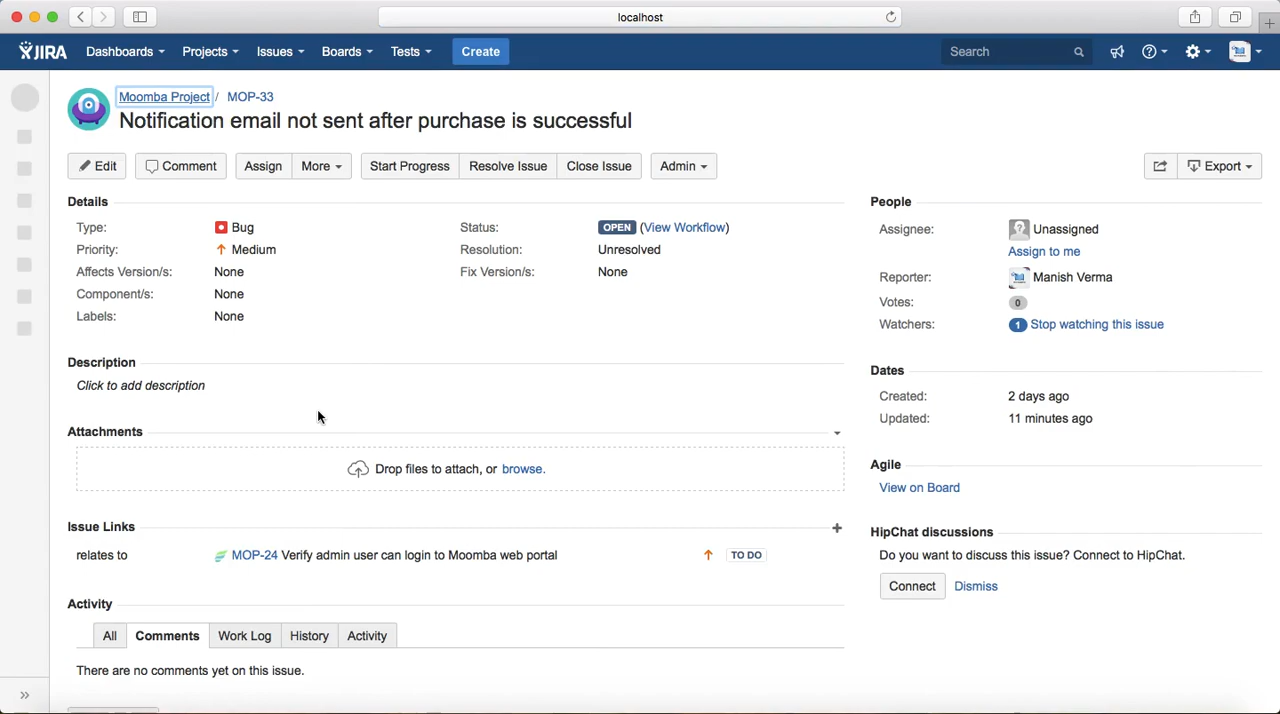 localhost
JIRA Dashboards Projects Issues Boards Tests Create Search
Moomba Project / MOP-33
Notification email not sent after purchase is successful
Edit Comment Assign More Start Progress Resolve Issue Close Issue Admin Export
Details
Type: Bug
Priority: Medium
Affects Version/s: None
Component/s: None
Labels: None
Status: OPEN (View Workflow)
Resolution: Unresolved
Fix Version/s: None
Description
Click to add description
Attachments
Drop files to attach, or browse.
Issue Links
relates to MOP-24 Verify admin user can login to Moomba web portal TO DO
Activity
All Comments Work Log History Activity
There are no comments yet on this issue.
People
Assignee: Unassigned
Assign to me
Reporter: Manish Verma
Votes: 0
Watchers: 1 Stop watching this issue
Dates
Created: 2 days ago
Updated: 11 minutes ago
Agile
View on Board
HipChat discussions
Do you want to discuss this issue? Connect to HipChat.
Connect Dismiss